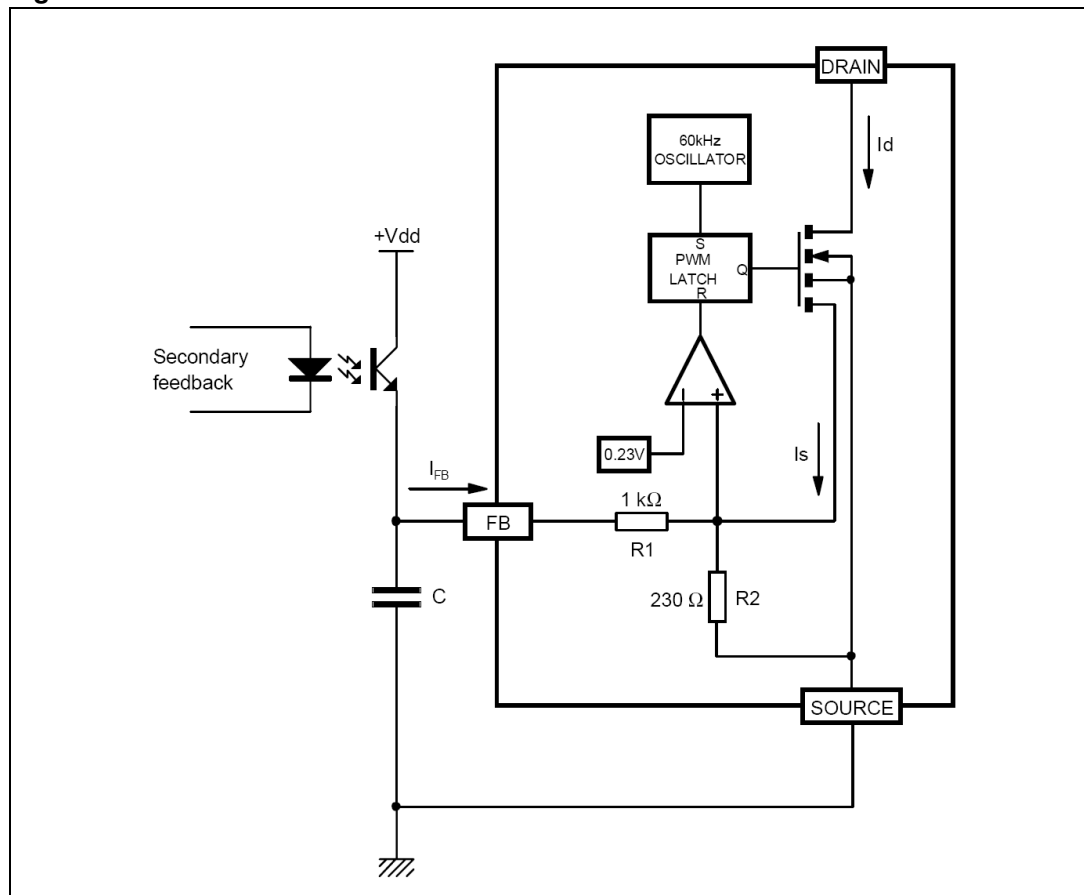 DRAIN
60kHz
OSCILLATOR
Id
+Vdd
S
PWM
LATCH
Q
R
Secondary
feedback
- +
0.23V
Is
IFB
1 kΩ
FB
R1
230 Ω
R2
C
SOURCE